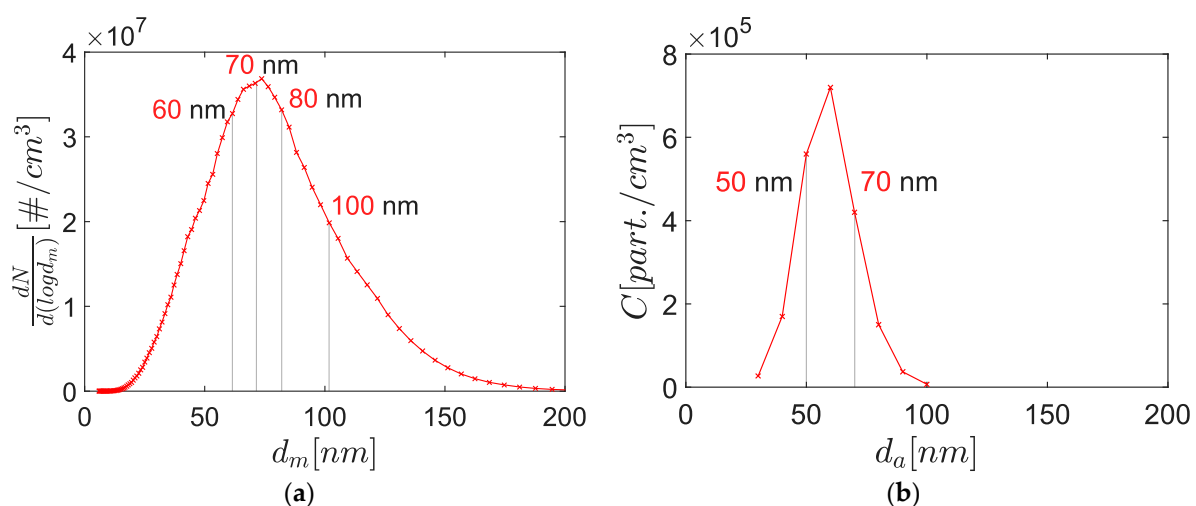 ×10^7
4
3
2
1
0
0 50 100 150 200
dN/d(logd_m) [#/cm^3]
d_m[nm]
60 nm
70 nm
80 nm
100 nm
(a)
×10^5
8
6
4
2
0
0 50 100 150 200
C[part./cm^3]
d_a[nm]
50 nm
70 nm
(b)